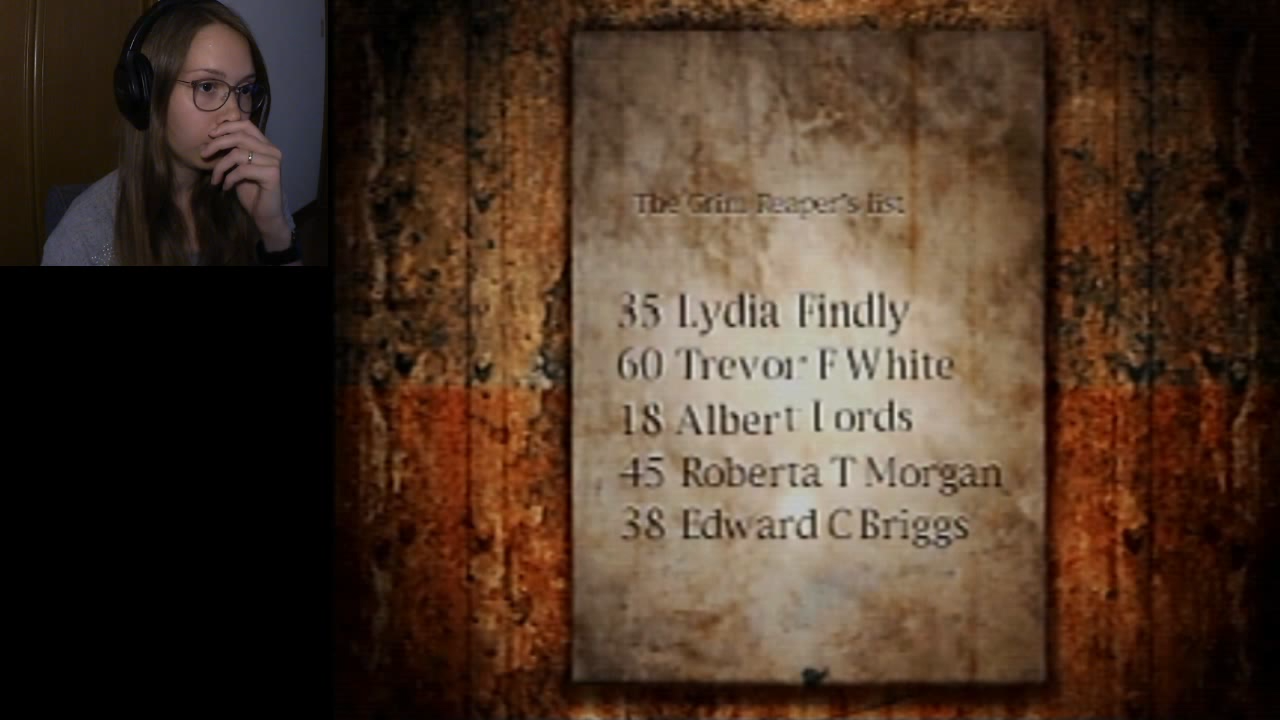 The Grim Reaper's list
35 Lydia Findly
60 Trevor F White
18 Albert Lords
45 Roberta T Morgan
38 Edward C Briggs